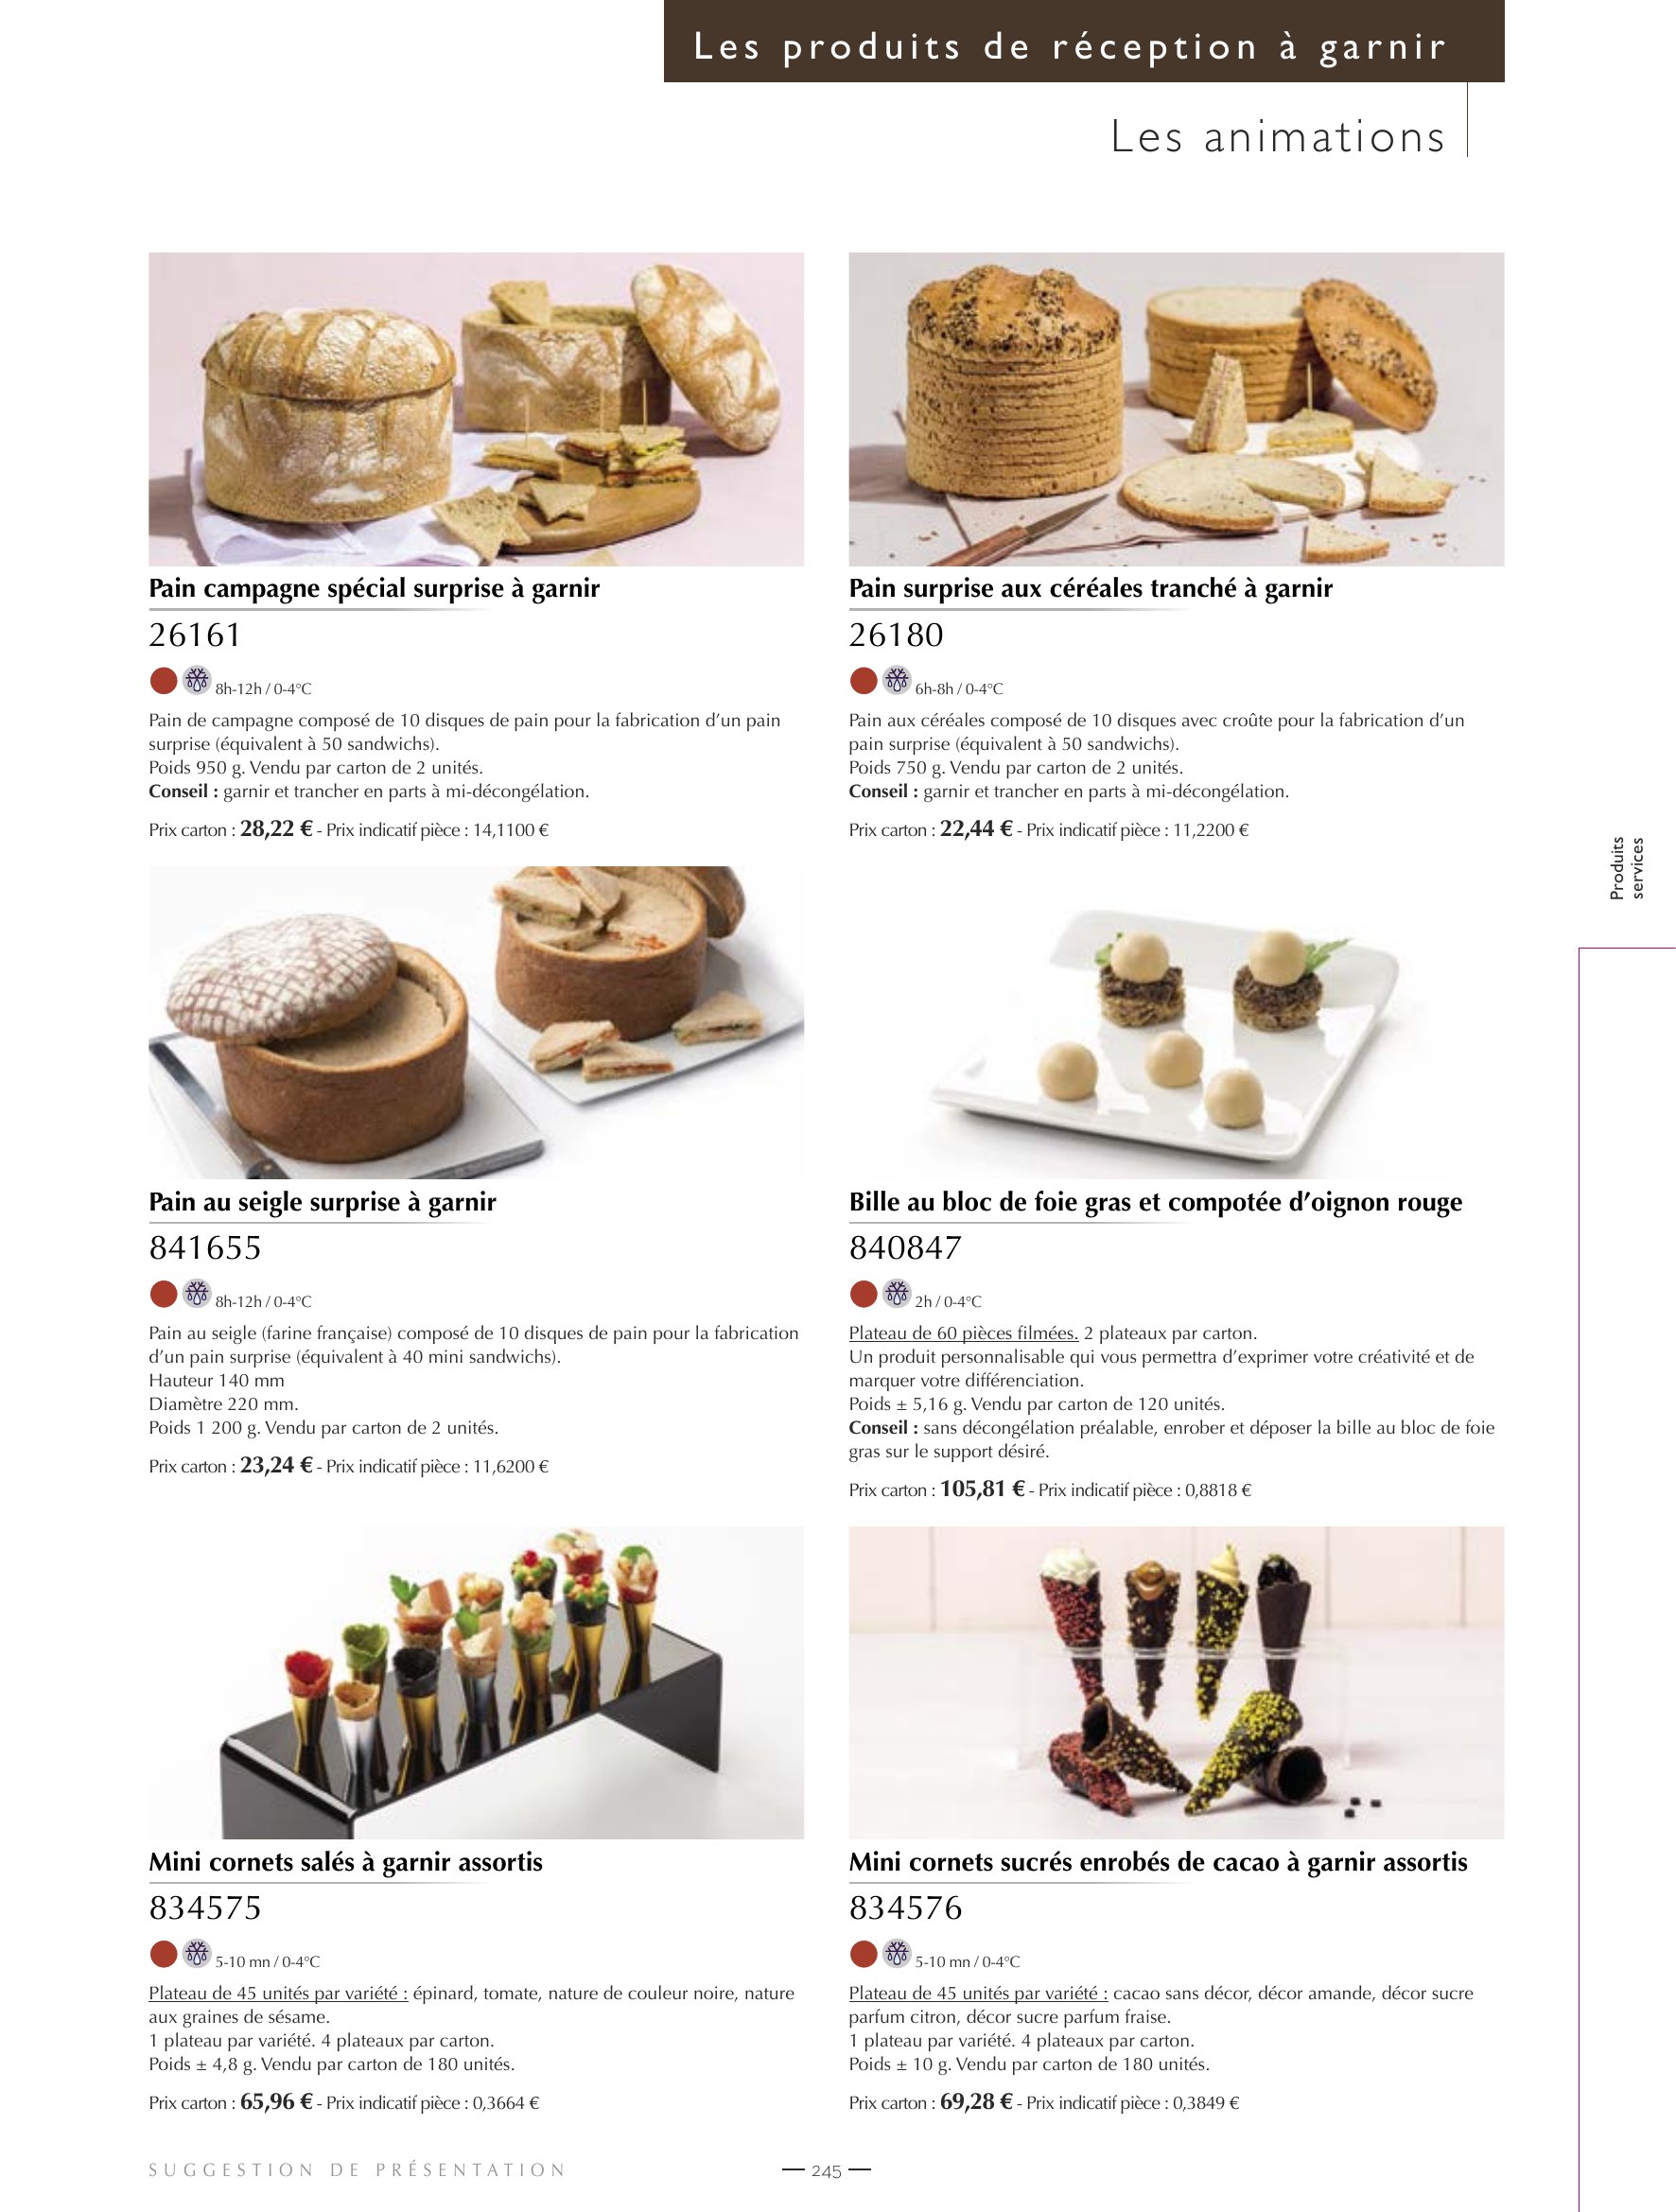 Les produits de réception à garnir
Les animations
Pain campagne spécial surprise à garnir
26161
8h-12h / 0-4°C
Pain de campagne composé de 10 disques de pain pour la fabrication d’un pain
surprise (équivalent à 50 sandwichs).
Poids 950 g. Vendu par carton de 2 unités.
Conseil : garnir et trancher en parts à mi-décongélation.
Prix carton : 28,22 € - Prix indicatif pièce : 14,1100 €
Pain surprise aux céréales tranché à garnir
26180
6h-8h / 0-4°C
Pain aux céréales composé de 10 disques avec croûte pour la fabrication d’un
pain surprise (équivalent à 50 sandwichs).
Poids 750 g. Vendu par carton de 2 unités.
Conseil : garnir et trancher en parts à mi-décongélation.
Prix carton : 22,44 € - Prix indicatif pièce : 11,2200 €
Produits
services
Pain au seigle surprise à garnir
841655
8h-12h / 0-4°C
Pain au seigle (farine française) composé de 10 disques de pain pour la fabrication
d’un pain surprise (équivalent à 40 mini sandwichs).
Hauteur 140 mm
Diamètre 220 mm.
Poids 1 200 g. Vendu par carton de 2 unités.
Prix carton : 23,24 € - Prix indicatif pièce : 11,6200 €
Bille au bloc de foie gras et compotée d’oignon rouge
840847
2h / 0-4°C
Plateau de 60 pièces filmées. 2 plateaux par carton.
Un produit personnalisable qui vous permettra d’exprimer votre créativité et de
marquer votre différenciation.
Poids ± 5,16 g. Vendu par carton de 120 unités.
Conseil : sans décongélation préalable, enrober et déposer la bille au bloc de foie
gras sur le support désiré.
Prix carton : 105,81 € - Prix indicatif pièce : 0,8818 €
Mini cornets salés à garnir assortis
834575
5-10 mn / 0-4°C
Plateau de 45 unités par variété : épinard, tomate, nature de couleur noire, nature
aux graines de sésame.
1 plateau par variété. 4 plateaux par carton.
Poids ± 4,8 g. Vendu par carton de 180 unités.
Prix carton : 65,96 € - Prix indicatif pièce : 0,3664 €
Mini cornets sucrés enrobés de cacao à garnir assortis
834576
5-10 mn / 0-4°C
Plateau de 45 unités par variété : cacao sans décor, décor amande, décor sucre
parfum citron, décor sucre parfum fraise.
1 plateau par variété. 4 plateaux par carton.
Poids ± 10 g. Vendu par carton de 180 unités.
Prix carton : 69,28 € - Prix indicatif pièce : 0,3849 €
SUGGESTION DE PRÉSENTATION
— 245 —